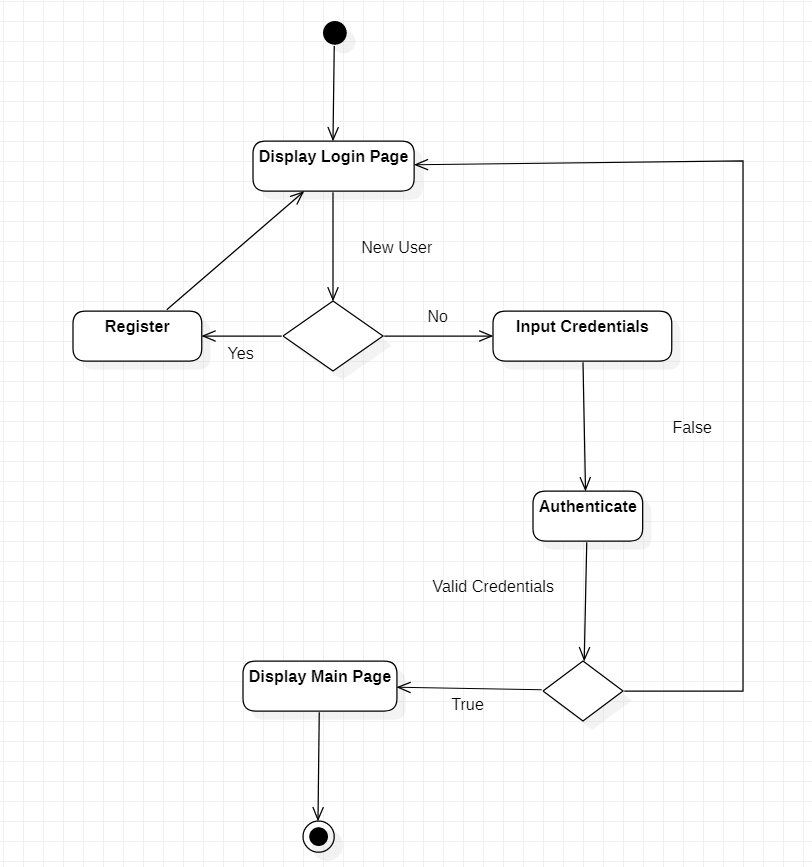 Display Login Page
New User
Register
Yes
No
Input Credentials
False
Authenticate
Valid Credentials
Display Main Page
True